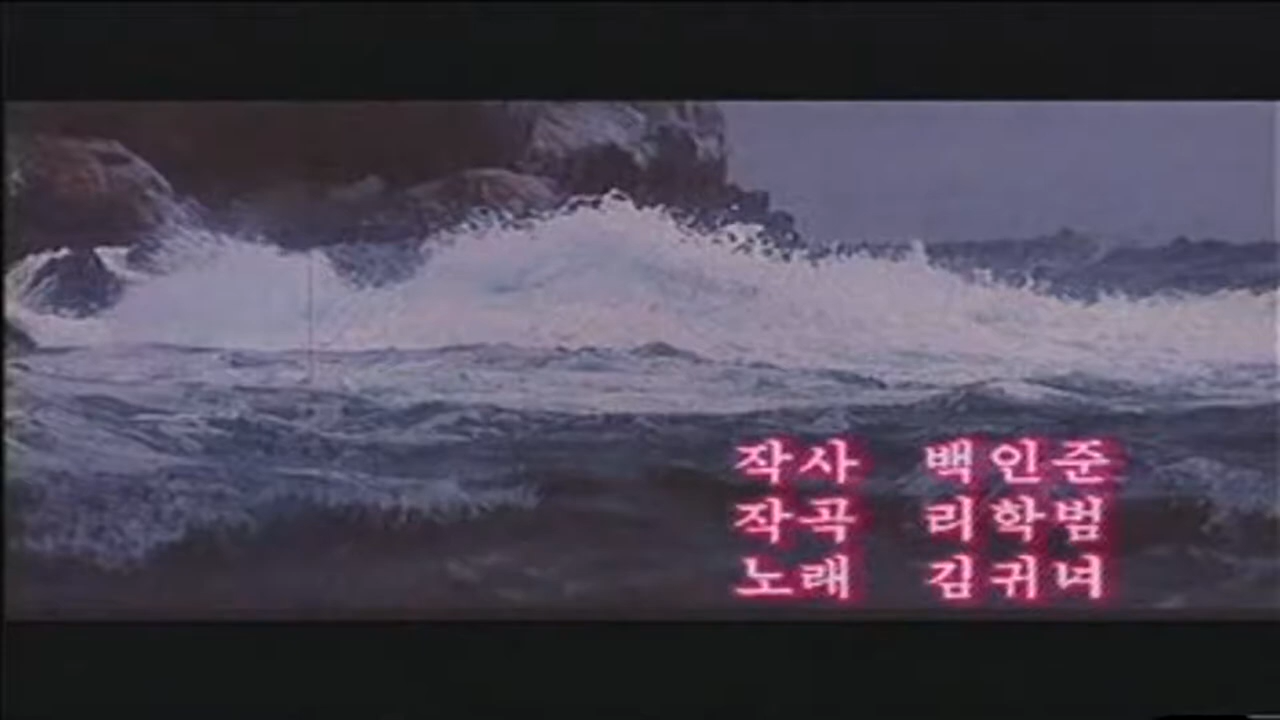 작사 백인준
작곡 리학범
노래 김귀녀